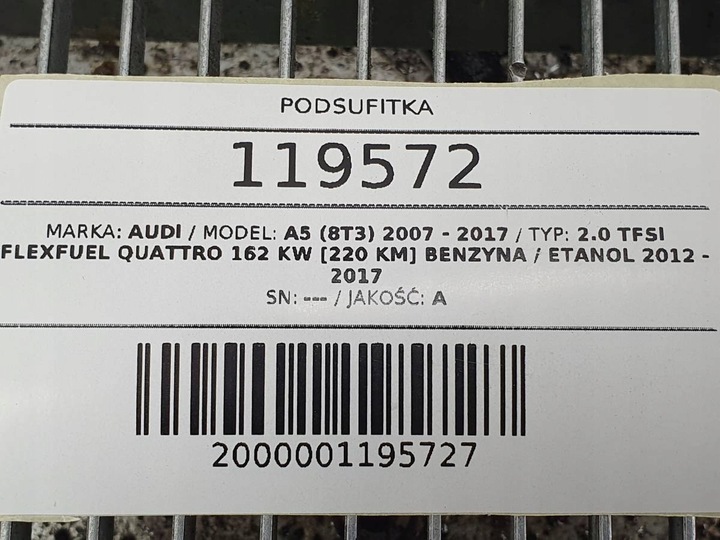 PODSUFITKA
119572
MARKA: AUDI / MODEL: A5 (8T3) 2007 - 2017 / TYP: 2.0 TFSI
FLEXFUEL QUATTRO 162 KW [220 KM] BENZYNA / ETANOL 2012 -
2017
SN: --- / JAKOŚĆ: A
2000001195727